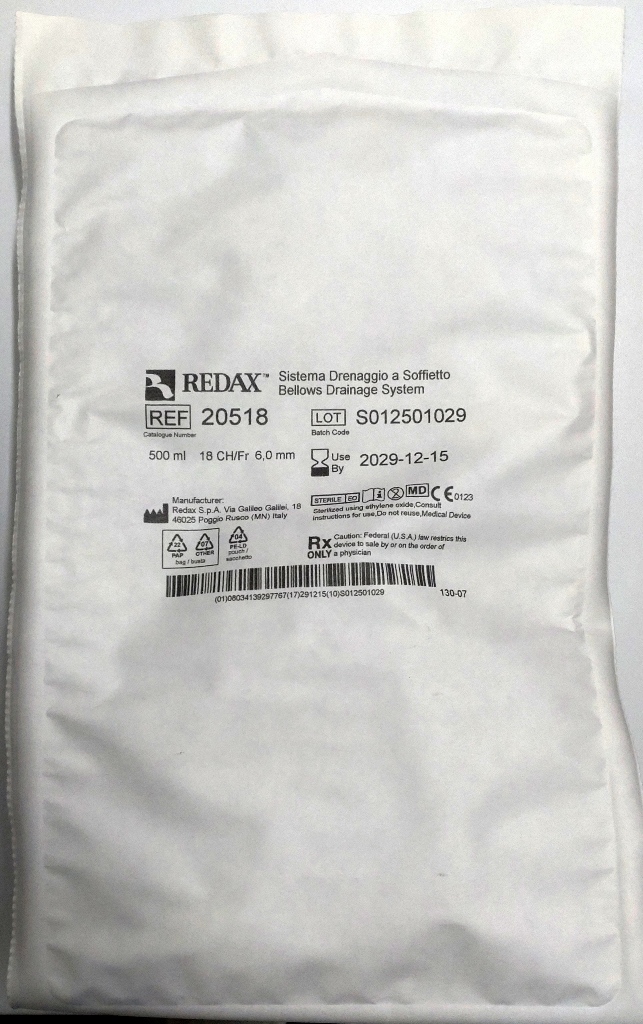 REDAX™ Sistema Drenaggio a Soffietto
Bellows Drainage System
REF 20518 LOT S012501029
Catalogue Number Batch Code
500 ml 18 CH/Fr 6,0 mm Use By 2029-12-15
Manufacturer:
Redax S.p.A. Via Galileo Galilei, 18
46025 Poggio Rusco (MN) Italy
STERILE EO i 2 MD CE 0123
Sterilized using ethylene oxide,Consult
instructions for use,Do not reuse,Medical Device
22 PAP 07 OTHER
bag / busta
04 PE-LD
pouch /
sacchetto
Rx ONLY
Caution: Federal (U.S.A.) law restricts this
device to sale by or on the order of
a physician
(01)08034139297767(17)291215(10)S012501029 130-07